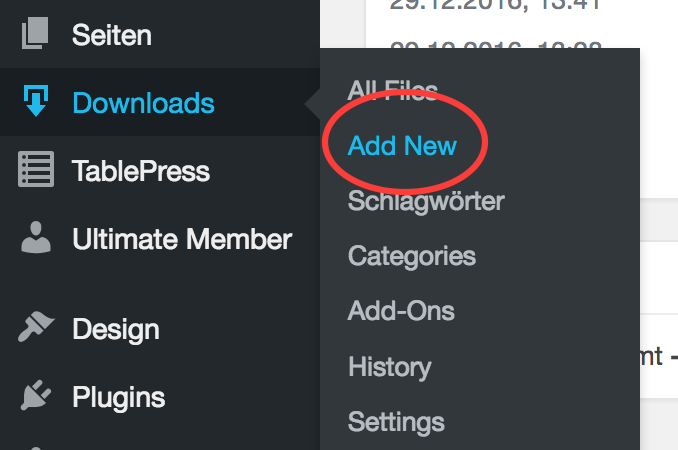 Seiten
Downloads
TablePress
Ultimate Member
Design
Plugins
29.12.2016, 13:41
All Files
Add New
Schlagwörter
Categories
Add-Ons
History
Settings
mt -